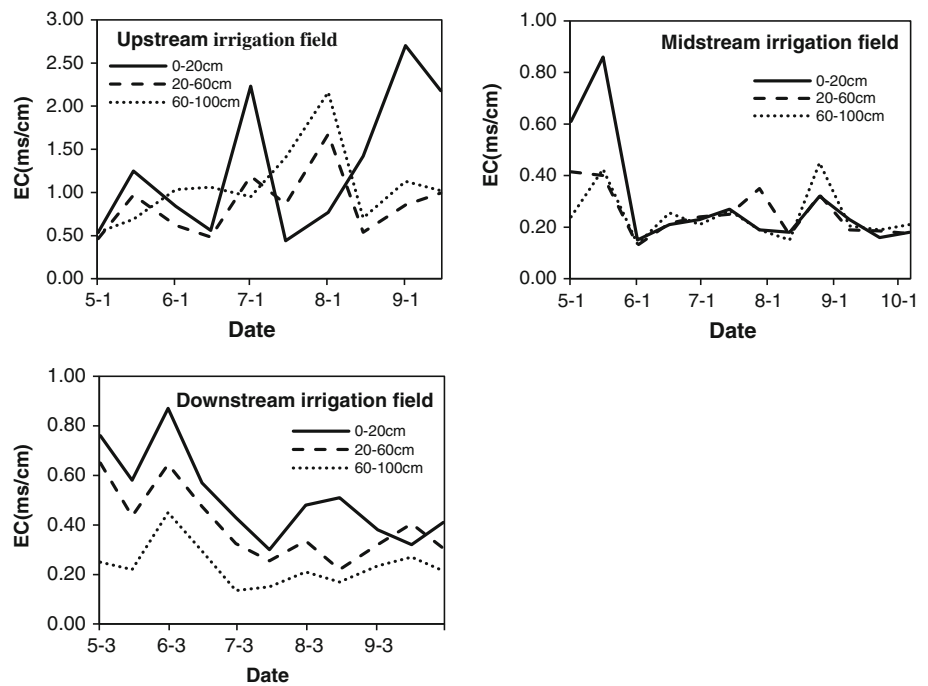 Upstream irrigation field
0-20cm
20-60cm
60-100cm
EC(ms/cm)
3.00
2.50
2.00
1.50
1.00
0.50
0.00
5-1 6-1 7-1 8-1 9-1
Date
Midstream irrigation field
0-20cm
20-60cm
60-100cm
EC(ms/cm)
1.00
0.80
0.60
0.40
0.20
0.00
5-1 6-1 7-1 8-1 9-1 10-1
Date
Downstream irrigation field
0-20cm
20-60cm
60-100cm
EC(ms/cm)
1.00
0.80
0.60
0.40
0.20
0.00
5-3 6-3 7-3 8-3 9-3
Date